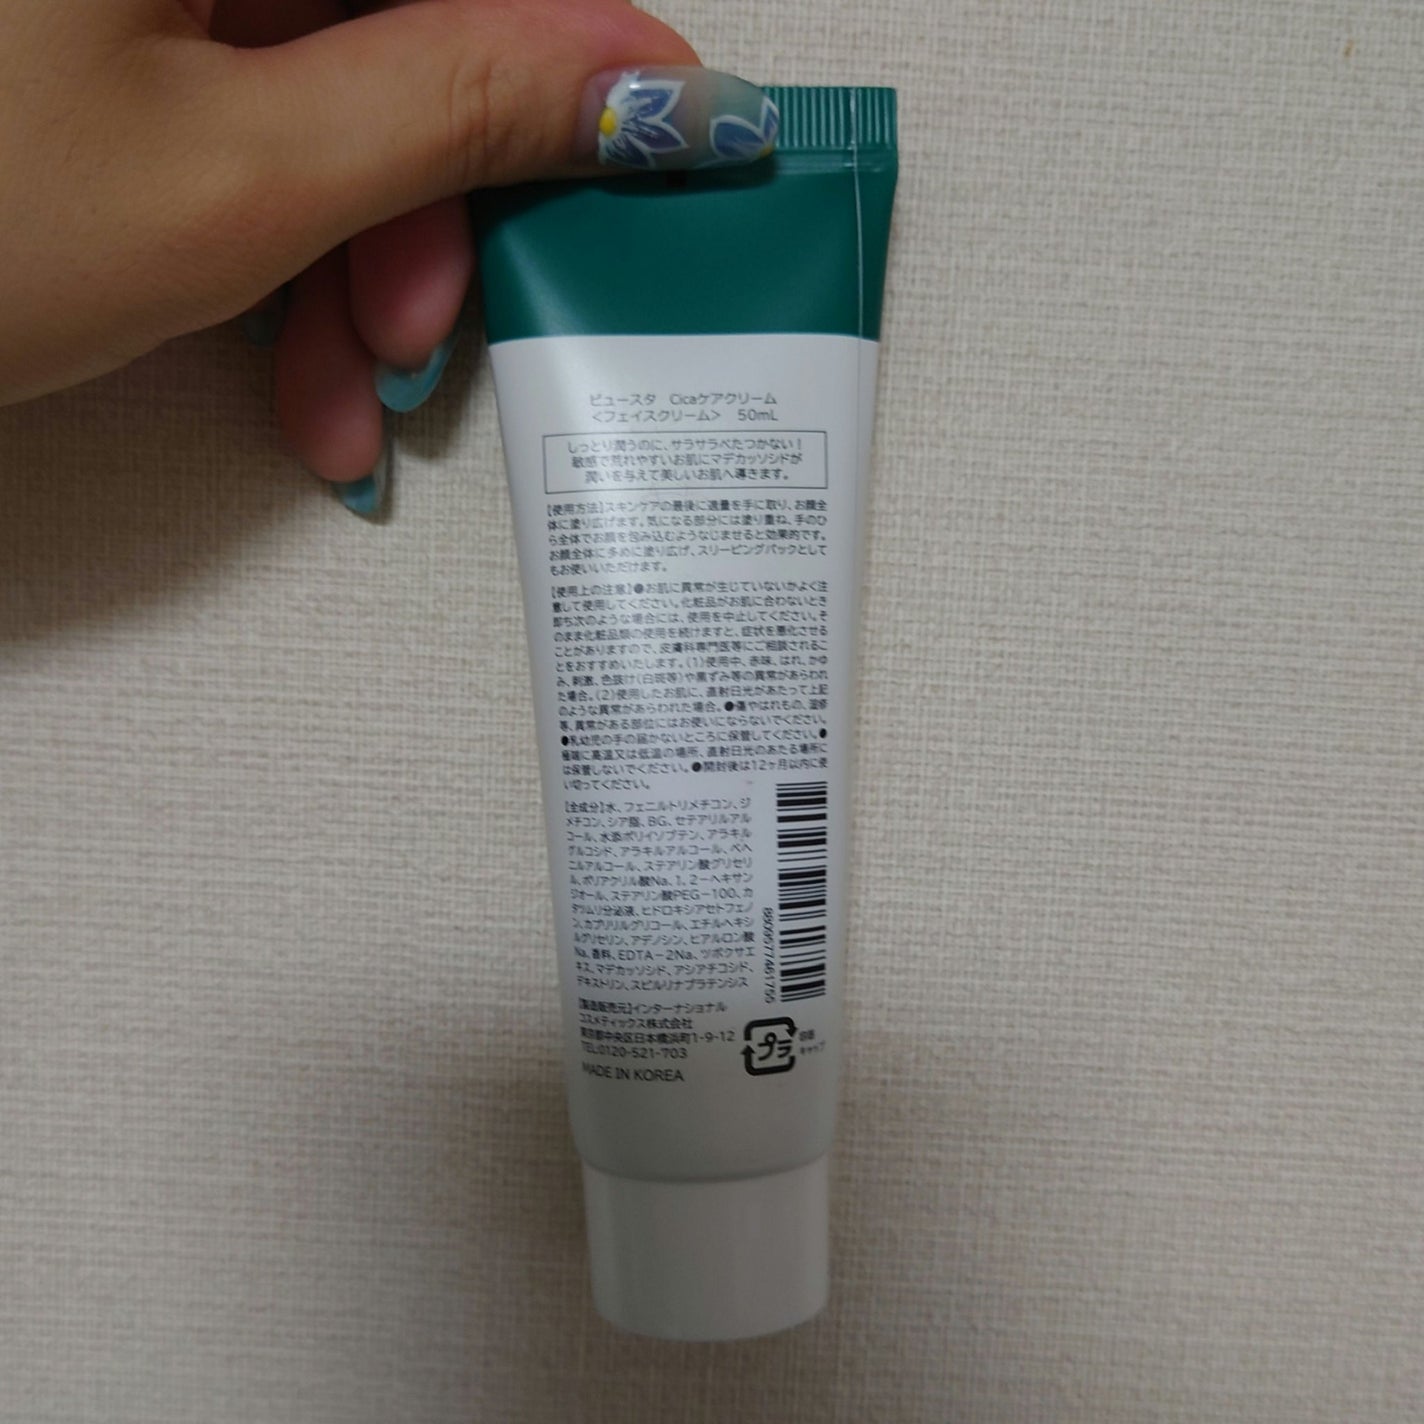 ビュースタ　Cicaケアクリーム
＜フェイスクリーム＞　50mL
しっとり潤うのに、サラサラべたつかない！
敏感で荒れやすいお肌にマデカッソシドが
潤いを与えて美しいお肌へ導きます。
【使用方法】スキンケアの最後に適量を手に取り、お顔全
体に塗り広げます。気になる部分には塗り重ね、手のひ
ら全体でお顔を包み込むようなじませると効果的です。
お顔全体に多めに塗り広げ、スリーピングパックとして
もお使いいただけます。
【使用上の注意】●お肌に異常が生じていないかよく注
意して使用してください。化粧品がお肌に合わないとき
即ち次のような場合には、使用を中止してください。そ
のまま化粧品類の使用を続けますと、症状を悪化させる
ことがありますので、皮膚科専門医等にご相談されるこ
とをおすすめいたします。(1)使用中、赤味、はれ、かゆ
み、刺激、色抜け(白斑等)や黒ずみ等の異常があらわれ
た場合。(2)使用したお肌に、直射日光があたって上記
のような異常があらわれた場合。●傷やはれもの、湿疹
等、異常がある部位にはお使いにならないでください。
●乳幼児の手の届かないところに保管してください。●
極端に高温又は低温の場所、直射日光のあたる場所に
は保管しないでください。●開封後は12ヶ月以内に使
い切ってください。
【全成分】水、フェニルトリメチコン、ジ
メチコン、シア脂、BG、セテアリルアル
コール、水添ポリイソブテン、アラキル
グルコシド、アラキルアルコール、ベヘ
ニルアルコール、ステアリン酸グリセリ
ル、ポリアクリル酸Na、1，2－ヘキサン
ジオール、ステアリン酸PEG－100、カ
タツムリ分泌液、ヒドロキシアセトフェノ
ン、カプリリルグリコール、エチルヘキシ
ルグリセリン、アデノシン、ヒアルロン酸
Na、香料、EDTA－2Na、ツボクサエ
キス、マデカッソシド、アシアチコシド、
デキストリン、スピルリナプラテンシス
8809577461755
【製造販売元】インターナショナル
コスメティックス株式会社
東京都中央区日本橋浜町1-9-12
TEL:0120-521-703
MADE IN KOREA
プラ
容器
キャップ